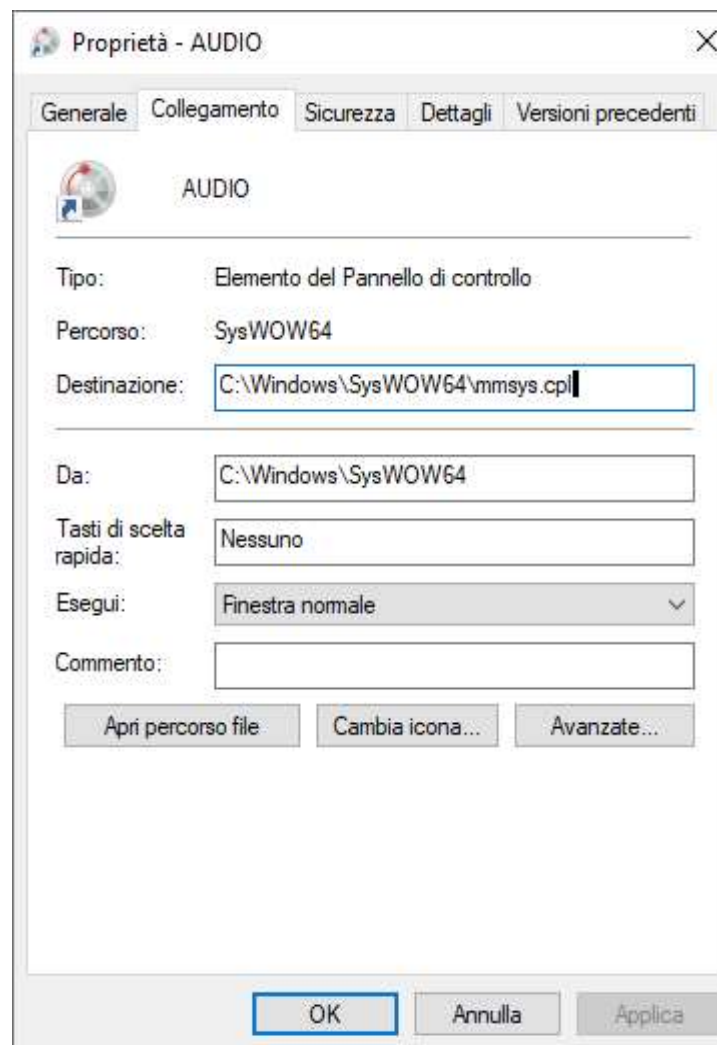 Proprietà - AUDIO
Generale Collegamento Sicurezza Dettagli Versioni precedenti
AUDIO
Tipo: Elemento del Pannello di controllo
Percorso: SysWOW64
Destinazione: C:\Windows\SysWOW64\mmsys.cpl
Da: C:\Windows\SysWOW64
Tasti di scelta rapida: Nessuno
Esegui: Finestra normale
Commento:
Apri percorso file Cambia icona... Avanzate...
OK Annulla Applica